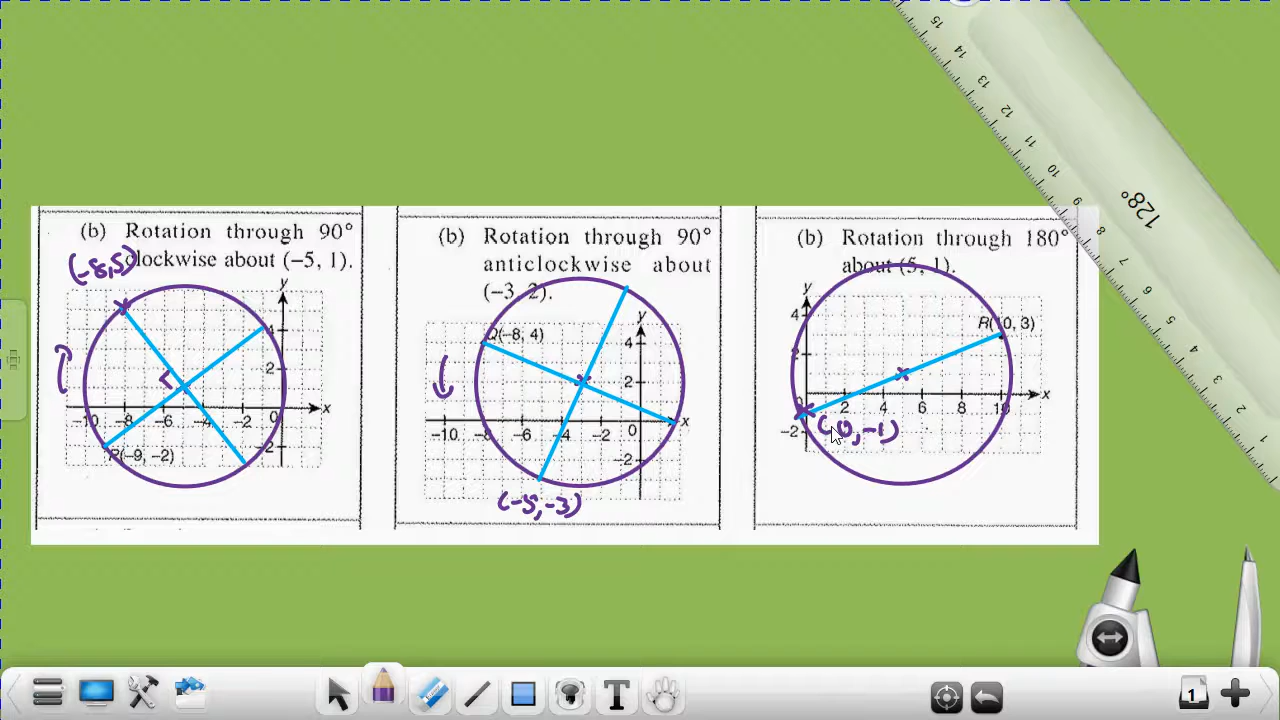 (b) Rotation through 90°
clockwise about (−5, 1).
(-8,5)
y
4
2
-10 -8 -6 -4 -2 0 x
(−9, −2)
(b) Rotation through 90°
anticlockwise about
(−3, 2).
Q(−8, 4)
y
4
2
-10 -8 -6 -4 -2 0 x
-2
(-5,-3)
(b) Rotation through 180°
about (5, 1).
y
R(10, 3)
4
2
2 4 6 8 10 x
-2
(0,-1)
15
14
13
12
11
10
9
8
7
6
5
4
3
2
1
128°
T
1